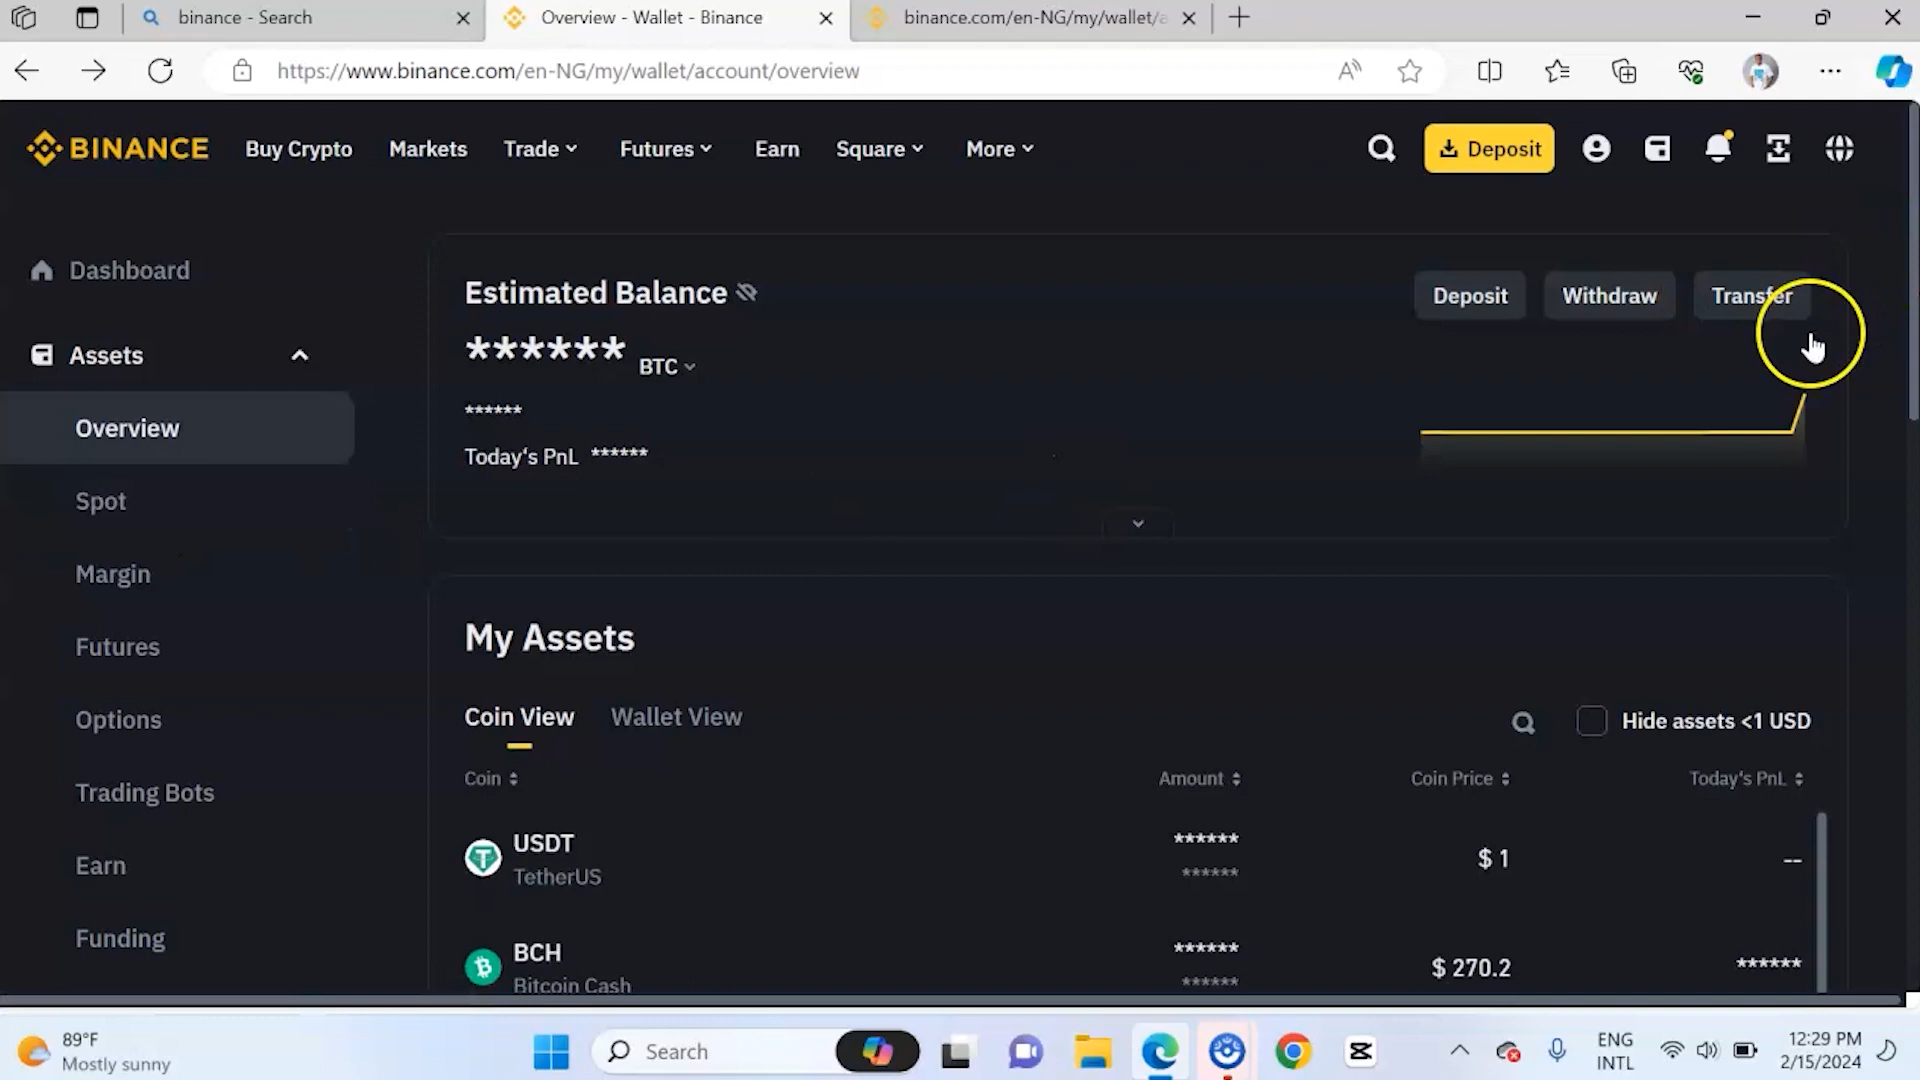 binance - Search
Overview - Wallet - Binance
binance.com/en-NG/my/wallet/a
https://www.binance.com/en-NG/my/wallet/account/overview
BINANCE
Buy Crypto
Markets
Trade
Futures
Earn
Square
More
Deposit
Dashboard
Assets
Overview
Spot
Margin
Futures
Options
Trading Bots
Earn
Funding
Estimated Balance
Deposit
Withdraw
Transfer
****** BTC
******
Today's PnL ******
My Assets
Coin View
Wallet View
Hide assets <1 USD
Coin
Amount
Coin Price
Today's PnL
USDT
TetherUS
******
******
$ 1
--
BCH
Bitcoin Cash
******
******
$ 270.2
******
89°F
Mostly sunny
Search
ENG
INTL
12:29 PM
2/15/2024